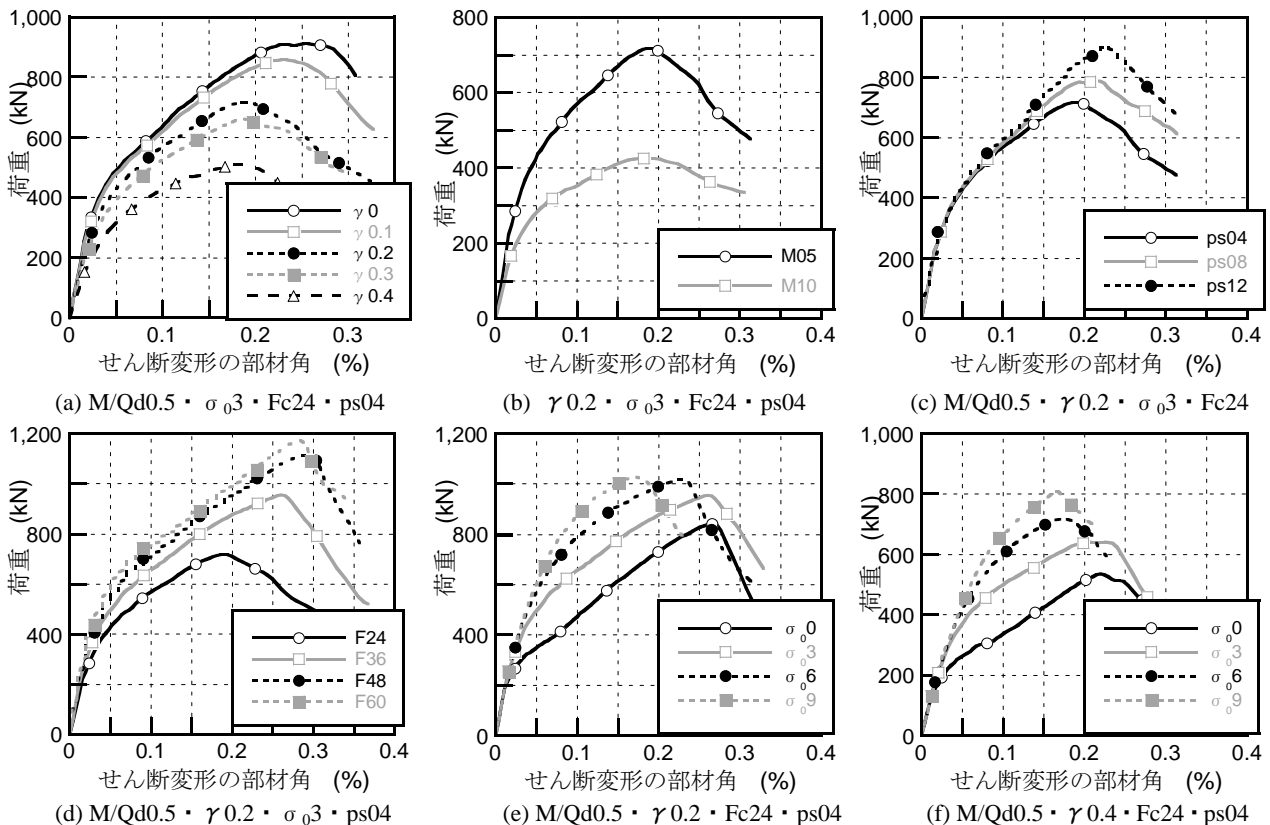 1,000
800
600
400
200
0
荷重 (kN)
0 0.1 0.2 0.3
せん断変形の部材角 (%)
γ 0
γ 0.1
γ 0.2
γ 0.3
γ 0.4
(a) M/Qd0.5・σ₀3・Fc24・ps04
800
600
400
200
0
荷重 (kN)
0 0.1 0.2 0.3 0.4
せん断変形の部材角 (%)
M05
M10
(b) γ 0.2・σ₀3・Fc24・ps04
1,000
800
600
400
200
0
荷重 (kN)
0 0.1 0.2 0.3 0.4
せん断変形の部材角 (%)
ps04
ps08
ps12
(c) M/Qd0.5・γ 0.2・σ₀3・Fc24
1,200
800
400
0
荷重 (kN)
0 0.1 0.2 0.3 0.4
せん断変形の部材角 (%)
F24
F36
F48
F60
(d) M/Qd0.5・γ 0.2・σ₀3・ps04
1,200
800
400
0
荷重 (kN)
0 0.1 0.2 0.3 0.4
せん断変形の部材角 (%)
σ₀0
σ₀3
σ₀6
σ₀9
(e) M/Qd0.5・γ 0.2・Fc24・ps04
1,000
800
600
400
200
0
荷重 (kN)
0 0.1 0.2 0.3 0.4
せん断変形の部材角 (%)
σ₀0
σ₀3
σ₀6
σ₀9
(f) M/Qd0.5・γ 0.4・Fc24・ps04